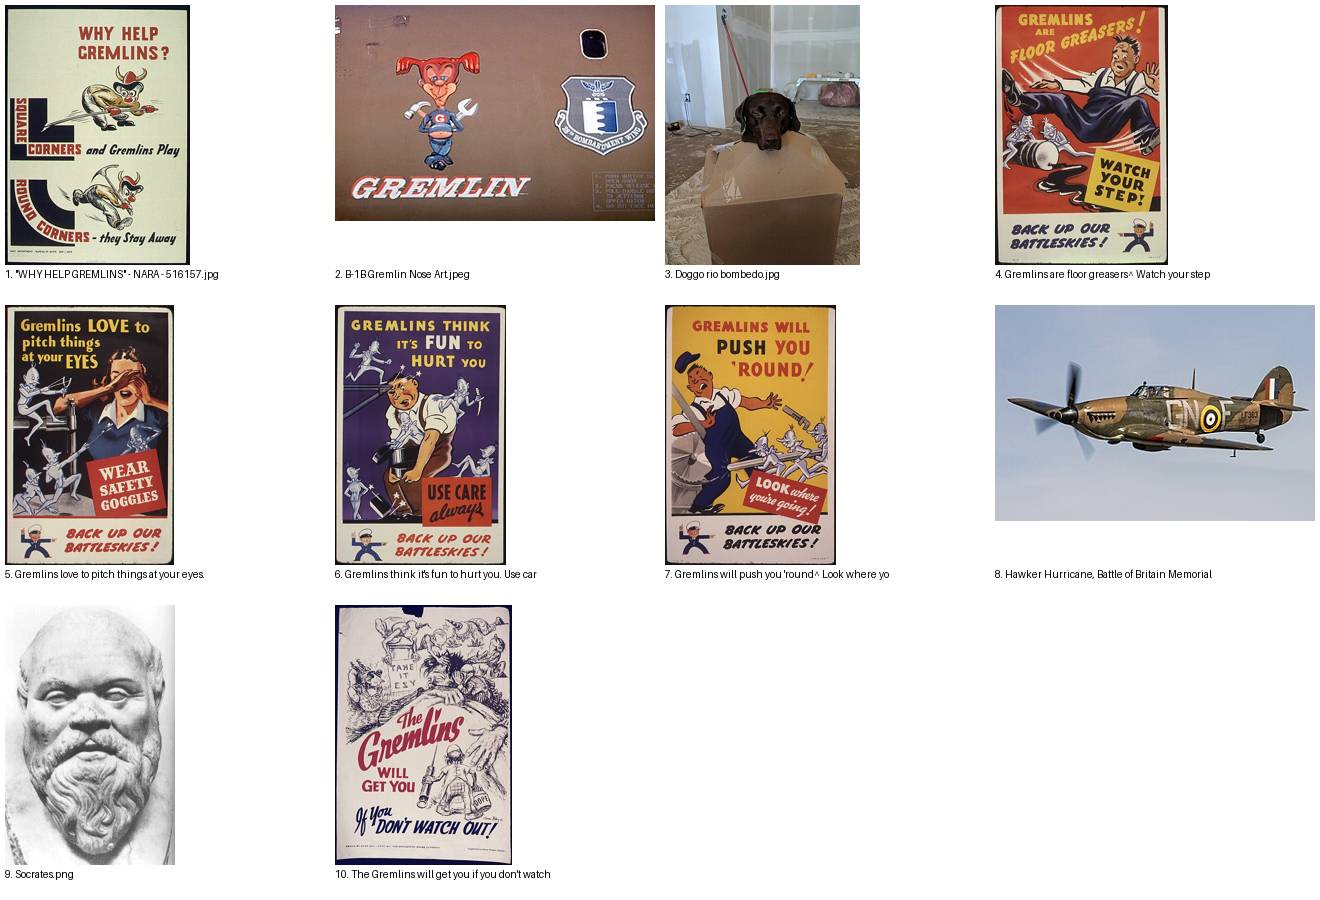 WHY HELP
GREMLINS?
SQUARE
CORNERS and Gremlins Play
ROUND CORNERS - they Stay Away
1. "WHY HELP GREMLINS" - NARA - 516157.jpg
G
GREMLIN
28TH BOMBARDMENT WING
2. B-1B Gremlin Nose Art.jpeg
3. Doggo rio bombedo.jpg
GREMLINS
ARE
FLOOR GREASERS!
WATCH
YOUR
STEP!
BACK UP OUR
BATTLESKIES!
4. Gremlins are floor greasers^ Watch your step
Gremlins LOVE to
pitch things
at your EYES
WEAR
SAFETY
GOGGLES
BACK UP OUR
BATTLESKIES!
5. Gremlins love to pitch things at your eyes.
GREMLINS THINK
IT'S FUN TO
HURT YOU
USE CARE
always
BACK UP OUR
BATTLESKIES!
6. Gremlins think it's fun to hurt you. Use car
GREMLINS WILL
PUSH YOU
'ROUND!
LOOK where
you're going!
BACK UP OUR
BATTLESKIES!
7. Gremlins will push you 'round^ Look where yo
8. Hawker Hurricane, Battle of Britain Memorial
9. Socrates.png
TAKE
IT
EZY
The
Gremlins
WILL
GET YOU
DOPE
If You
DON'T WATCH OUT!
10. The Gremlins will get you if you don't watch